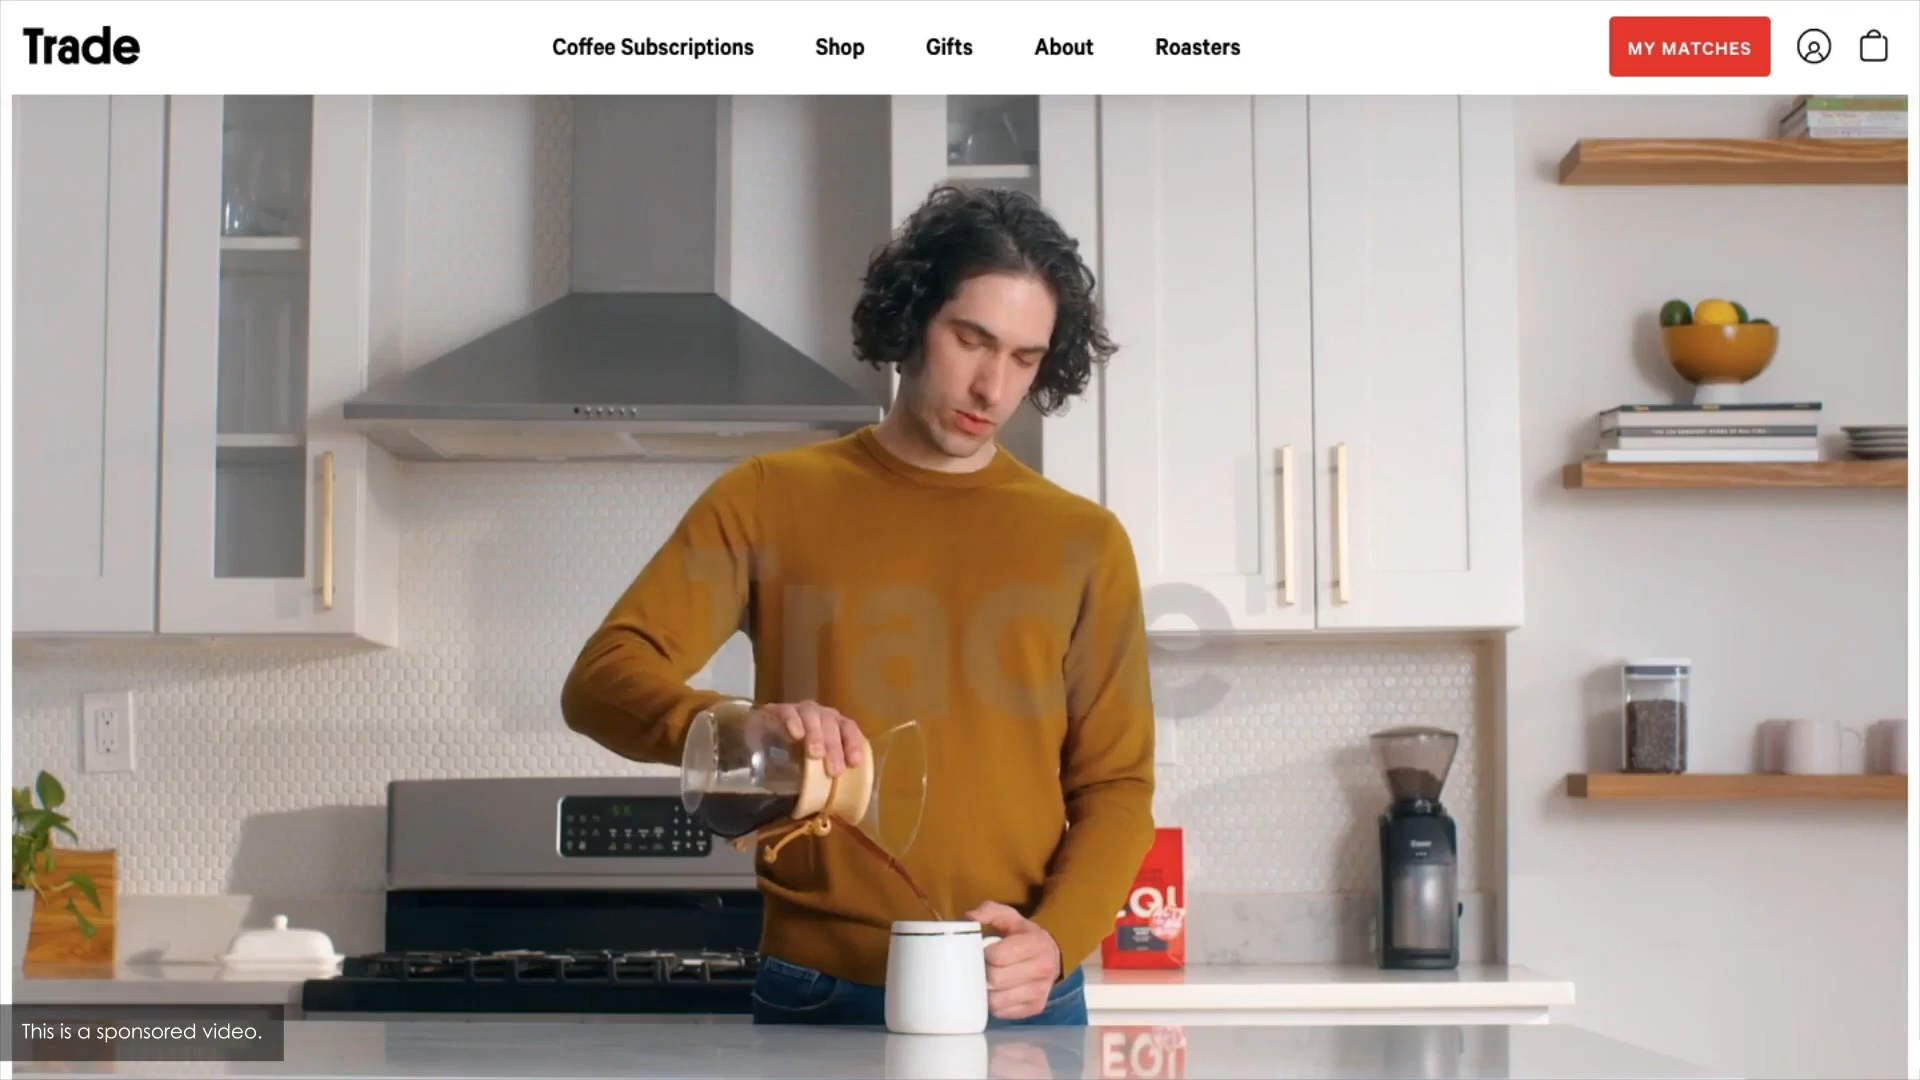 Trade
Coffee Subscriptions
Shop
Gifts
About
Roasters
MY MATCHES
Trade
This is a sponsored video.